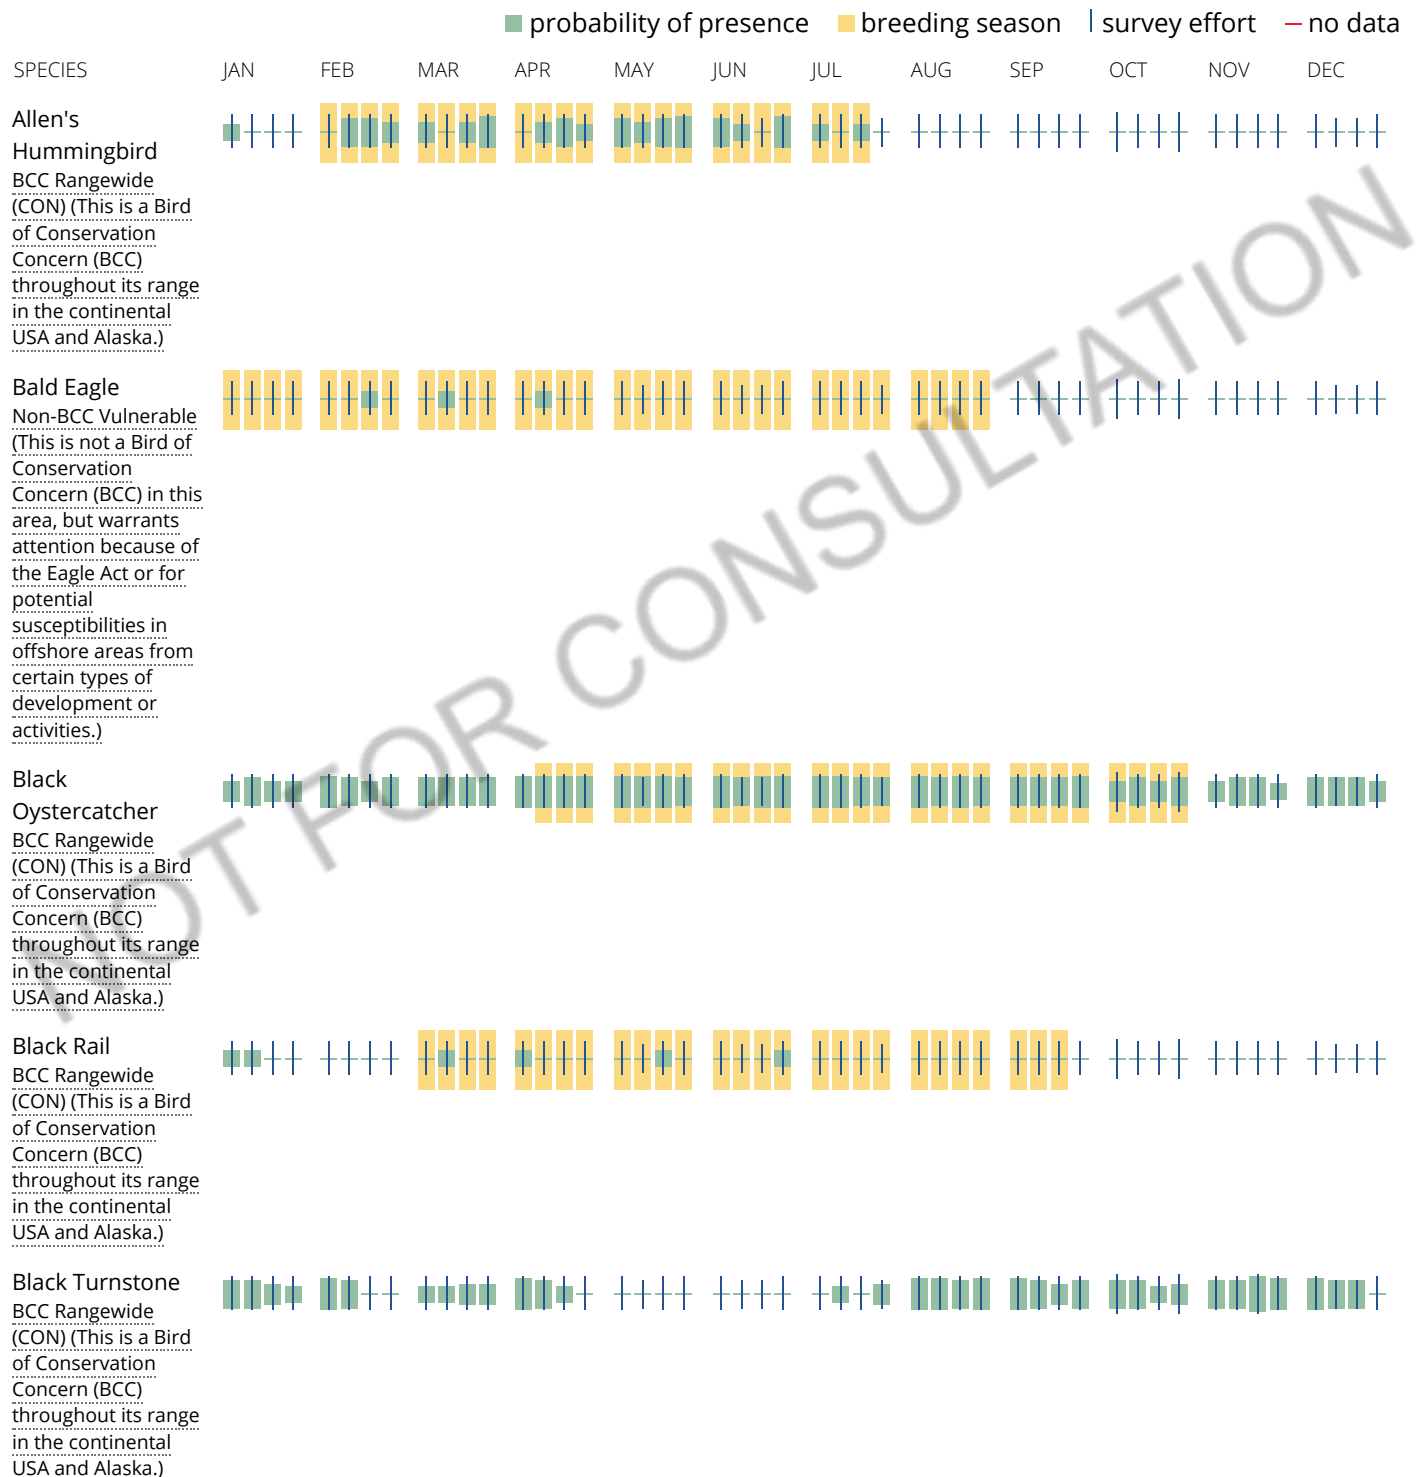 probability of presence breeding season survey effort no data
SPECIES JAN FEB MAR APR MAY JUN JUL AUG SEP OCT NOV DEC
Allen's
Hummingbird
BCC Rangewide
(CON) (This is a Bird
of Conservation
Concern (BCC)
throughout its range
in the continental
USA and Alaska.)
Bald Eagle
Non-BCC Vulnerable
(This is not a Bird of
Conservation
Concern (BCC) in this
area, but warrants
attention because of
the Eagle Act or for
potential
susceptibilities in
offshore areas from
certain types of
development or
activities.)
Black
Oystercatcher
BCC Rangewide
(CON) (This is a Bird
of Conservation
Concern (BCC)
throughout its range
in the continental
USA and Alaska.)
Black Rail
BCC Rangewide
(CON) (This is a Bird
of Conservation
Concern (BCC)
throughout its range
in the continental
USA and Alaska.)
Black Turnstone
BCC Rangewide
(CON) (This is a Bird
of Conservation
Concern (BCC)
throughout its range
in the continental
USA and Alaska.)
NOT FOR CONSULTATION